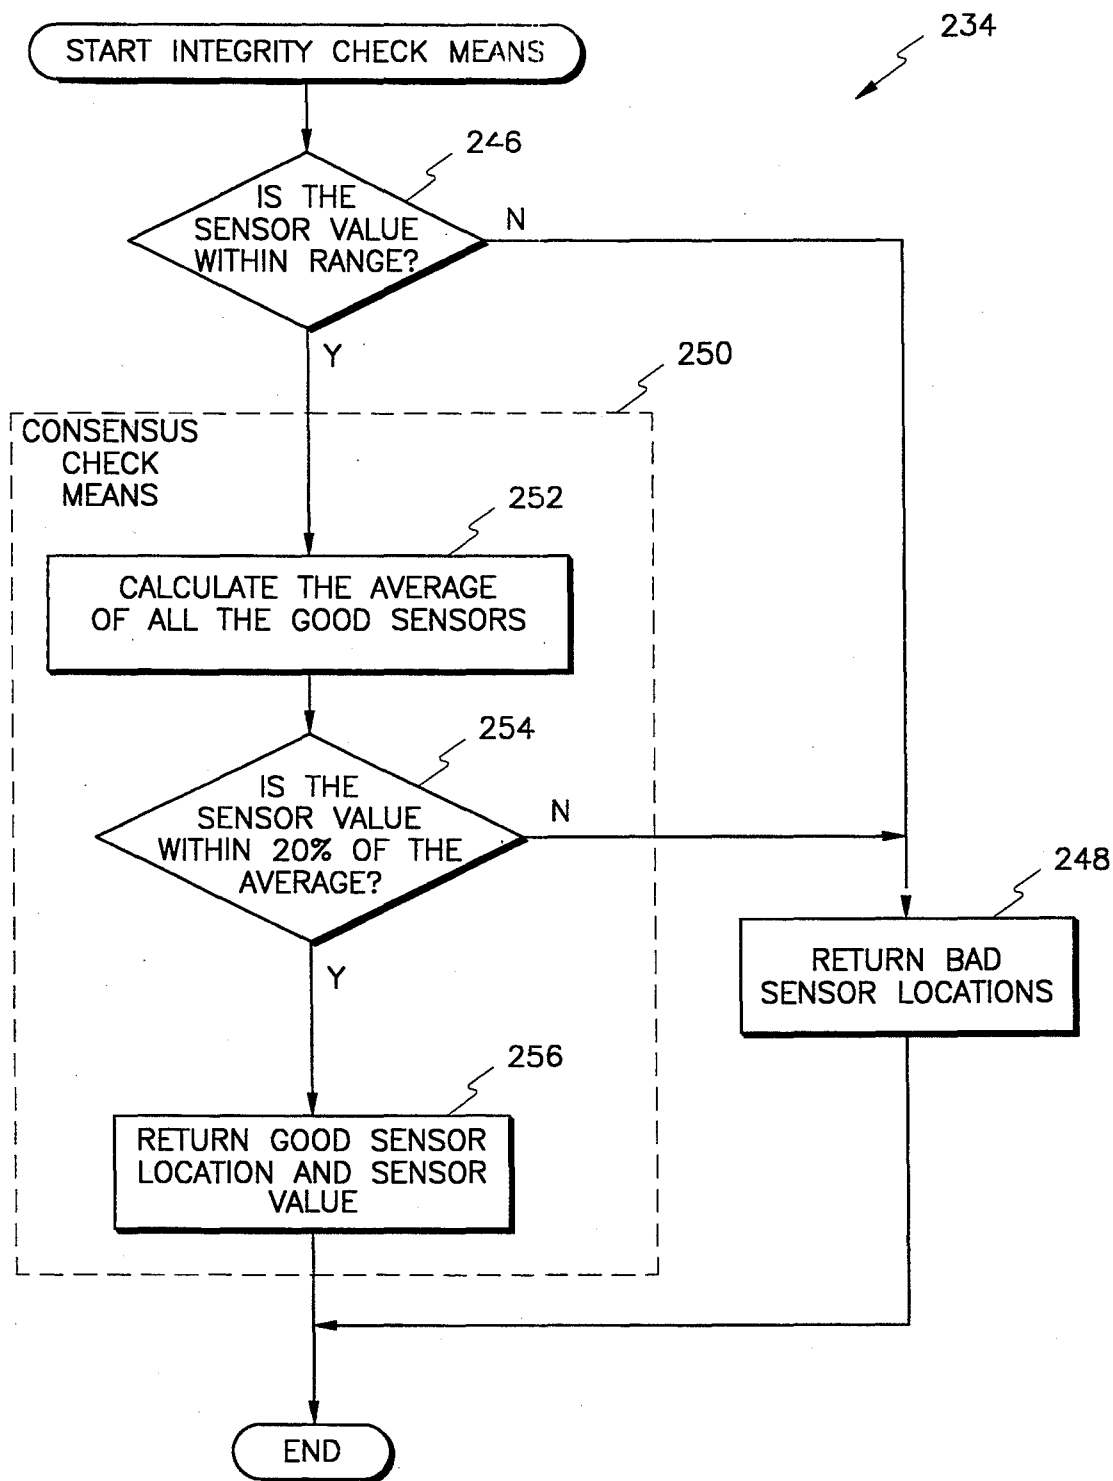 234
START INTEGRITY CHECK MEANS
246
IS THE
SENSOR VALUE
WITHIN RANGE?
N
Y
250
CONSENSUS
CHECK
MEANS
252
CALCULATE THE AVERAGE
OF ALL THE GOOD SENSORS
254
IS THE
SENSOR VALUE
WITHIN 20% OF THE
AVERAGE?
N
Y
248
RETURN BAD
SENSOR LOCATIONS
256
RETURN GOOD SENSOR
LOCATION AND SENSOR
VALUE
END